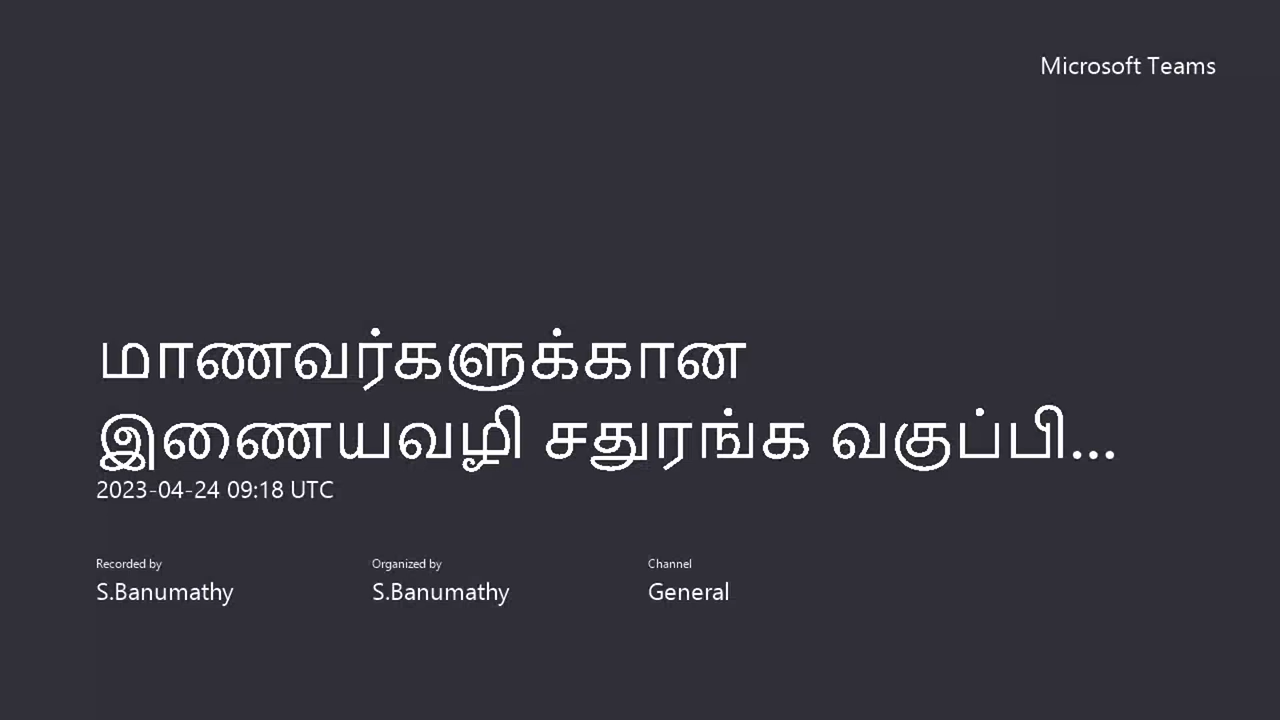 Microsoft Teams
மாணவர்களுக்கான
இணையவழி சதுரங்க வகுப்பி...
2023-04-24 09:18 UTC
Recorded by
S.Banumathy
Organized by
S.Banumathy
Channel
General